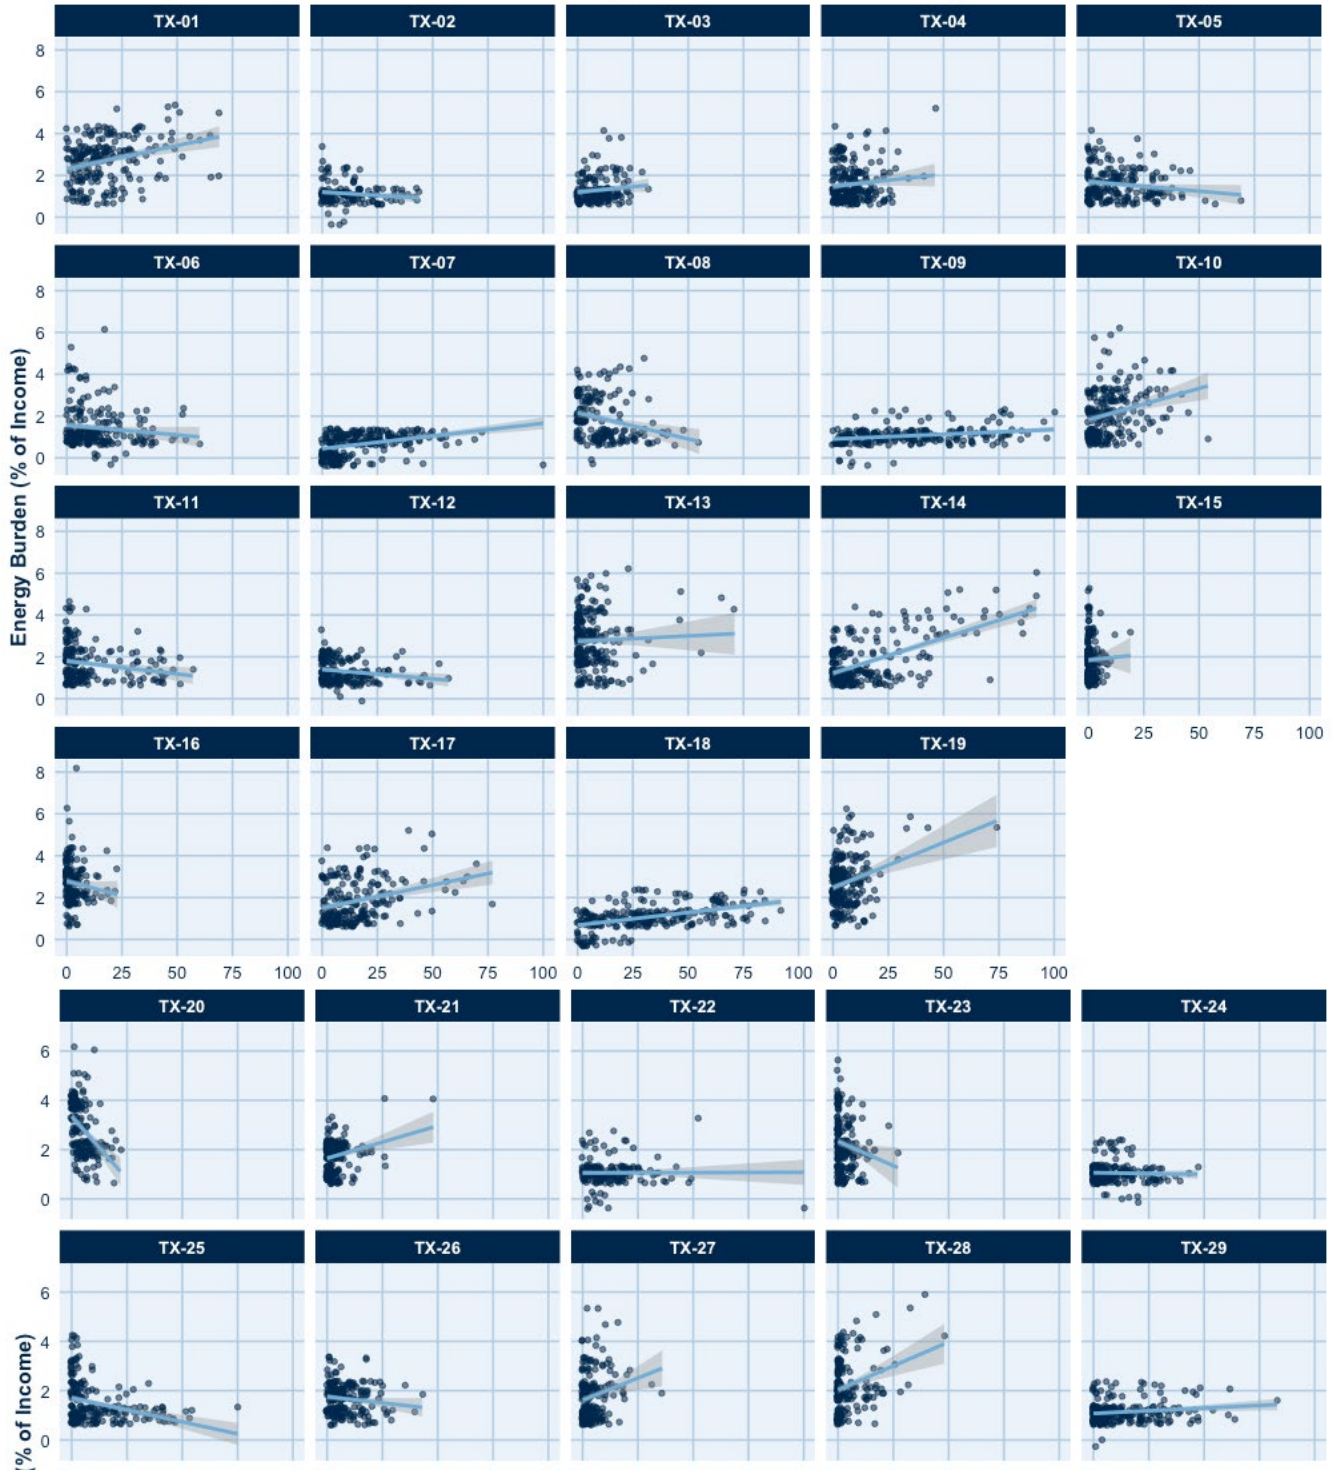 TX-01 TX-02 TX-03 TX-04 TX-05
8
6
4
2
0
TX-06 TX-07 TX-08 TX-09 TX-10
8
6
4
2
0
Energy Burden (% of Income)
TX-11 TX-12 TX-13 TX-14 TX-15
8
6
4
2
0
0 25 50 75 100
TX-16 TX-17 TX-18 TX-19
8
6
4
2
0
0 25 50 75 100 0 25 50 75 100 0 25 50 75 100 0 25 50 75 100
TX-20 TX-21 TX-22 TX-23 TX-24
6
4
2
0
TX-25 TX-26 TX-27 TX-28 TX-29
6
4
2
0
(% of Income)